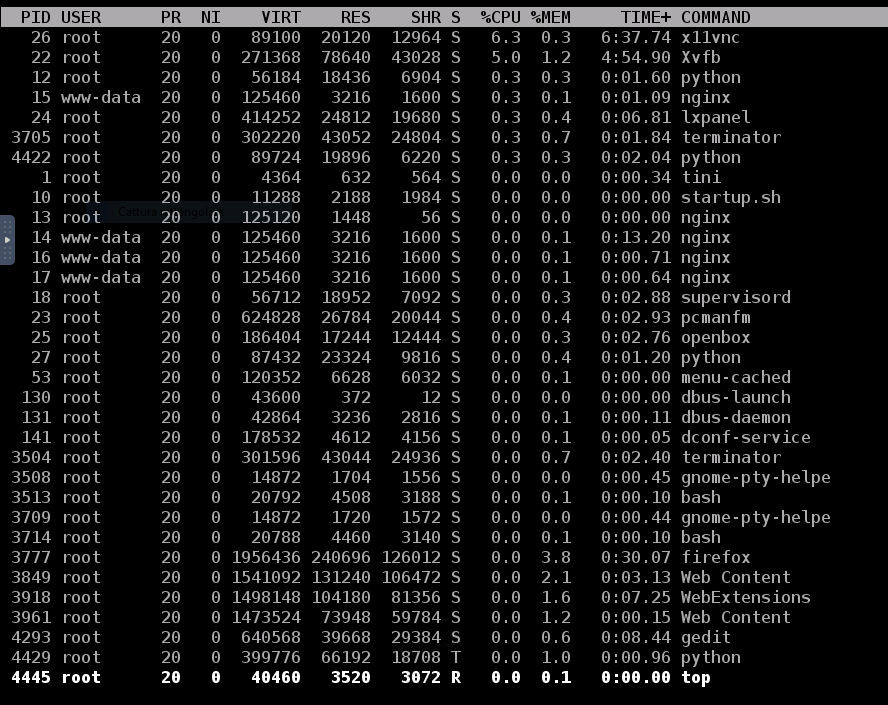 PID USER PR NI VIRT RES SHR S %CPU %MEM TIME+ COMMAND
26 root 20 0 89100 20120 12964 S 6.3 0.3 6:37.74 x11vnc
22 root 20 0 271368 78640 43028 S 5.0 1.2 4:54.90 Xvfb
12 root 20 0 56184 18436 6904 S 0.3 0.3 0:01.60 python
15 www-data 20 0 125460 3216 1600 S 0.3 0.1 0:01.09 nginx
24 root 20 0 414252 24812 19680 S 0.3 0.4 0:06.81 lxpanel
3705 root 20 0 302220 43052 24804 S 0.3 0.7 0:01.84 terminator
4422 root 20 0 89724 19896 6220 S 0.3 0.3 0:02.04 python
1 root 20 0 4364 632 564 S 0.0 0.0 0:00.34 tini
10 root 20 0 11288 2188 1984 S 0.0 0.0 0:00.00 startup.sh
Cattura
13 root 20 0 125120 1448 56 S 0.0 0.0 0:00.00 nginx
14 www-data 20 0 125460 3216 1600 S 0.0 0.1 0:13.20 nginx
16 www-data 20 0 125460 3216 1600 S 0.0 0.1 0:00.71 nginx
17 www-data 20 0 125460 3216 1600 S 0.0 0.1 0:00.64 nginx
18 root 20 0 56712 18952 7092 S 0.0 0.3 0:02.88 supervisord
23 root 20 0 624828 26784 20044 S 0.0 0.4 0:02.93 pcmanfm
25 root 20 0 186404 17244 12444 S 0.0 0.3 0:02.76 openbox
27 root 20 0 87432 23324 9816 S 0.0 0.4 0:01.20 python
53 root 20 0 120352 6628 6032 S 0.0 0.1 0:00.00 menu-cached
130 root 20 0 43600 372 12 S 0.0 0.0 0:00.00 dbus-launch
131 root 20 0 42864 3236 2816 S 0.0 0.1 0:00.11 dbus-daemon
141 root 20 0 178532 4612 4156 S 0.0 0.1 0:00.05 dconf-service
3504 root 20 0 301596 43044 24936 S 0.0 0.7 0:02.40 terminator
3508 root 20 0 14872 1704 1556 S 0.0 0.0 0:00.45 gnome-pty-helpe
3513 root 20 0 20792 4508 3188 S 0.0 0.1 0:00.10 bash
3709 root 20 0 14872 1720 1572 S 0.0 0.0 0:00.44 gnome-pty-helpe
3714 root 20 0 20788 4460 3140 S 0.0 0.1 0:00.10 bash
3777 root 20 0 1956436 240696 126012 S 0.0 3.8 0:30.07 firefox
3849 root 20 0 1541092 131240 106472 S 0.0 2.1 0:03.13 Web Content
3918 root 20 0 1498148 104180 81356 S 0.0 1.6 0:07.25 WebExtensions
3961 root 20 0 1473524 73948 59784 S 0.0 1.2 0:00.15 Web Content
4293 root 20 0 640568 39668 29384 S 0.0 0.6 0:08.44 gedit
4429 root 20 0 399776 66192 18708 T 0.0 1.0 0:00.96 python
4445 root 20 0 40460 3520 3072 R 0.0 0.1 0:00.00 top